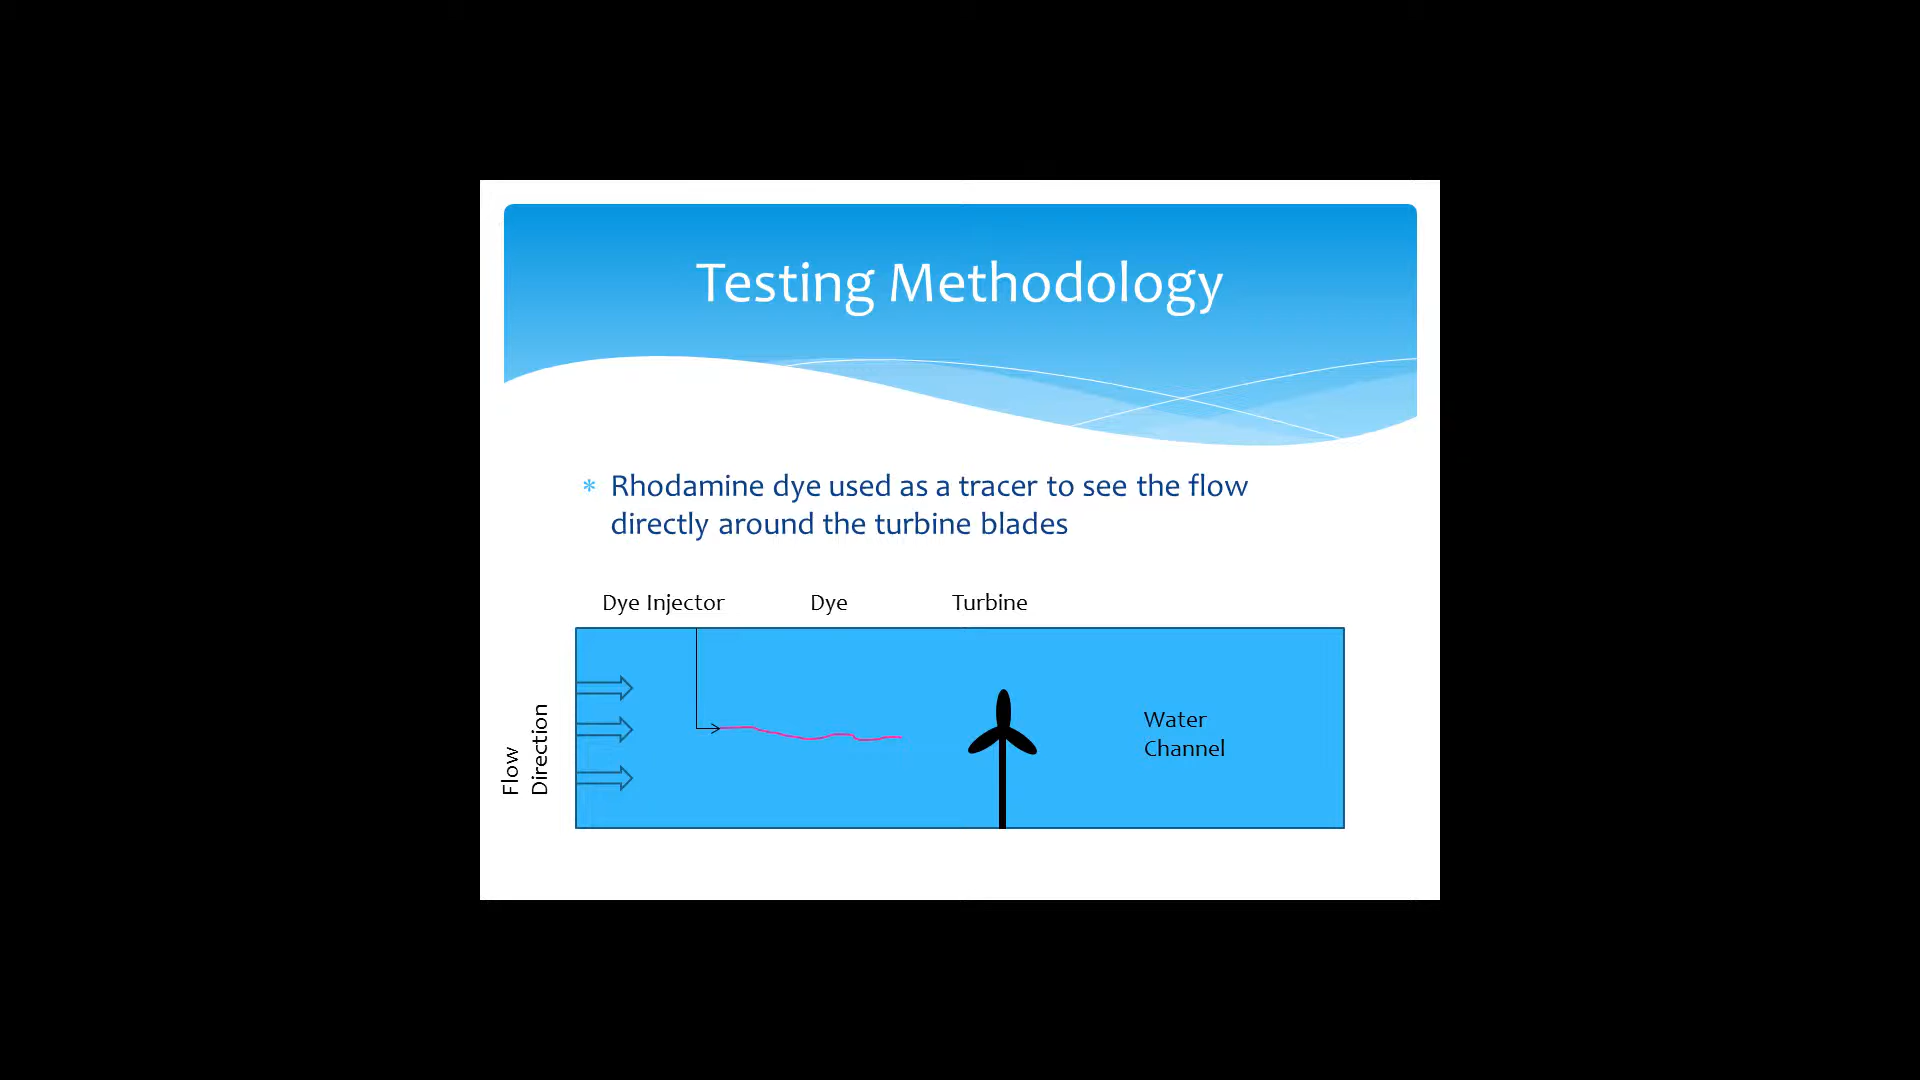 Testing Methodology
* Rhodamine dye used as a tracer to see the flow
directly around the turbine blades
Dye Injector
Dye
Turbine
Flow
Direction
Water
Channel